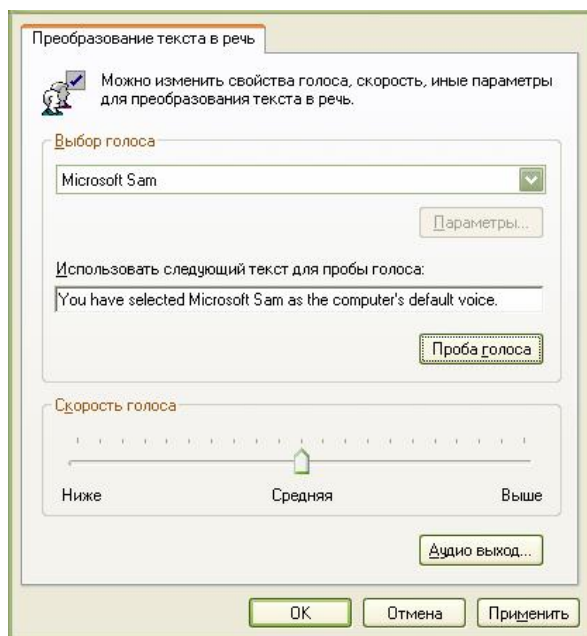 Преобразование текста в речь
Можно изменить свойства голоса, скорость, иные параметры
для преобразования текста в речь.
Выбор голоса
Microsoft Sam
Параметры...
Использовать следующий текст для пробы голоса:
You have selected Microsoft Sam as the computer's default voice.
Проба голоса
Скорость голоса
Ниже Средняя Выше
Аудио выход...
OK Отмена Применить